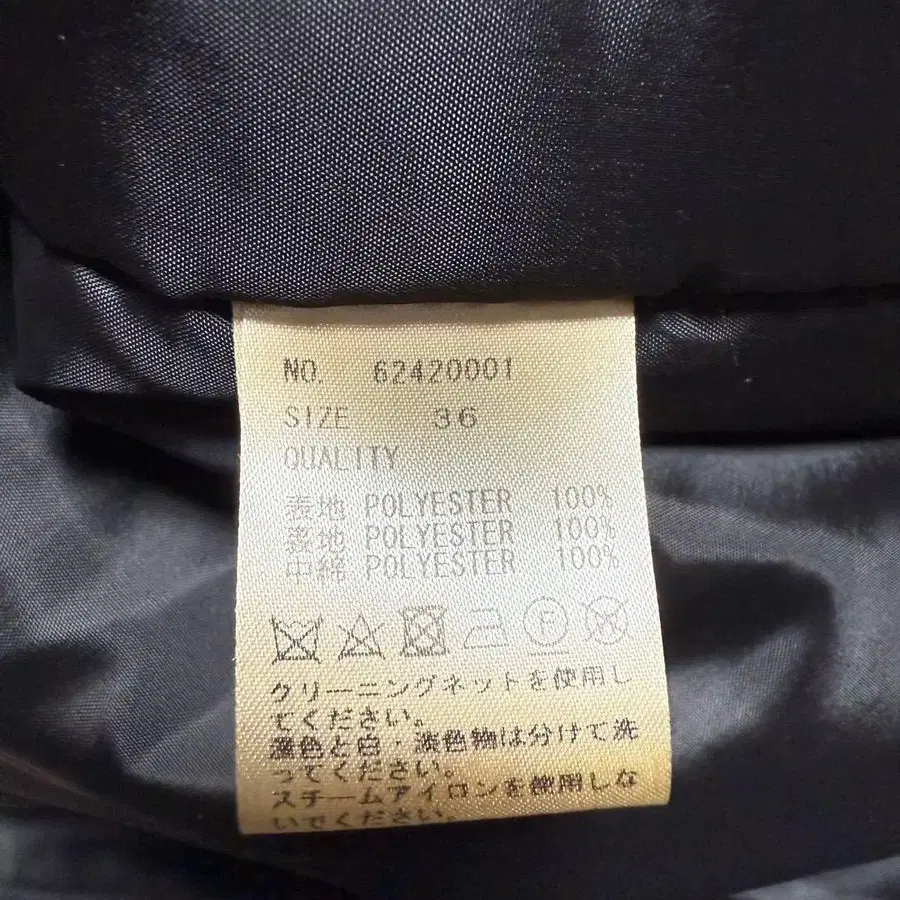 NO. 62420001
SIZE 36
QUALITY
表地 POLYESTER 100%
裏地 POLYESTER 100%
中綿 POLYESTER 100%
F
クリーニングネットを使用し
てください。
濃色と白・淡色物は分けて洗
ってください。
スチームアイロンを使用しな
いでください。